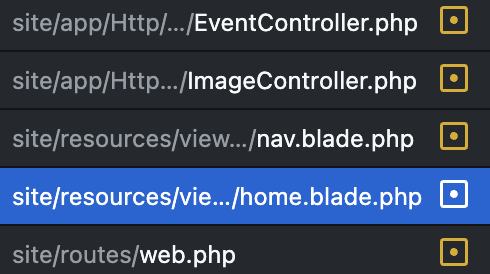 site/app/Http/…/EventController.php
site/app/Http…/ImageController.php
site/resources/view…/nav.blade.php
site/resources/vie…/home.blade.php
site/routes/web.php